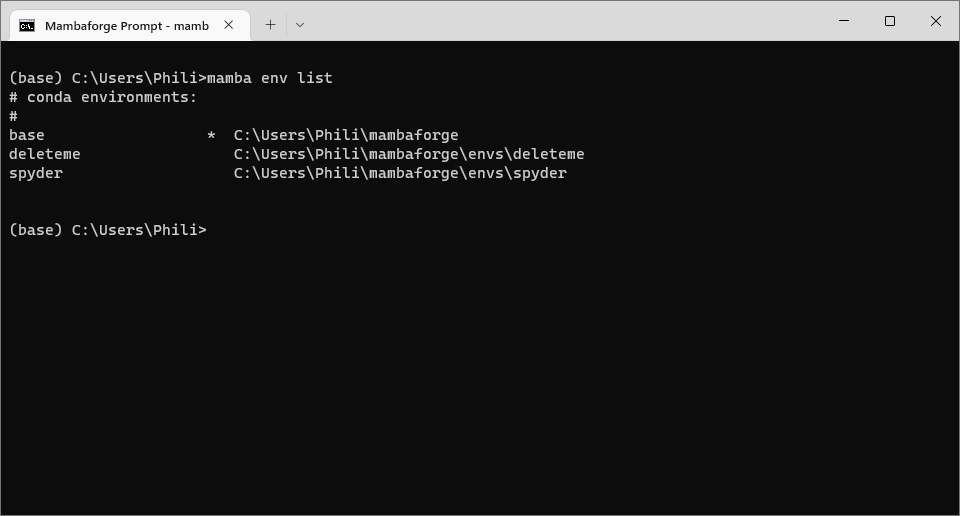 Mambaforge Prompt - mamb
(base) C:\Users\Phili>mamba env list
# conda environments:
#
base                  *  C:\Users\Phili\mambaforge
deleteme                 C:\Users\Phili\mambaforge\envs\deleteme
spyder                   C:\Users\Phili\mambaforge\envs\spyder
(base) C:\Users\Phili>